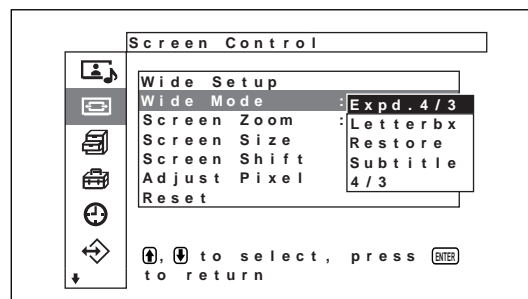 Screen Control
Wide Setup
Wide Mode : Expd.4/3
Screen Zoom : Letterbx
Screen Size Restore
Screen Shift Subtitle
Adjust Pixel 4/3
Reset
↑, ↓ to select, press ENTER
to return